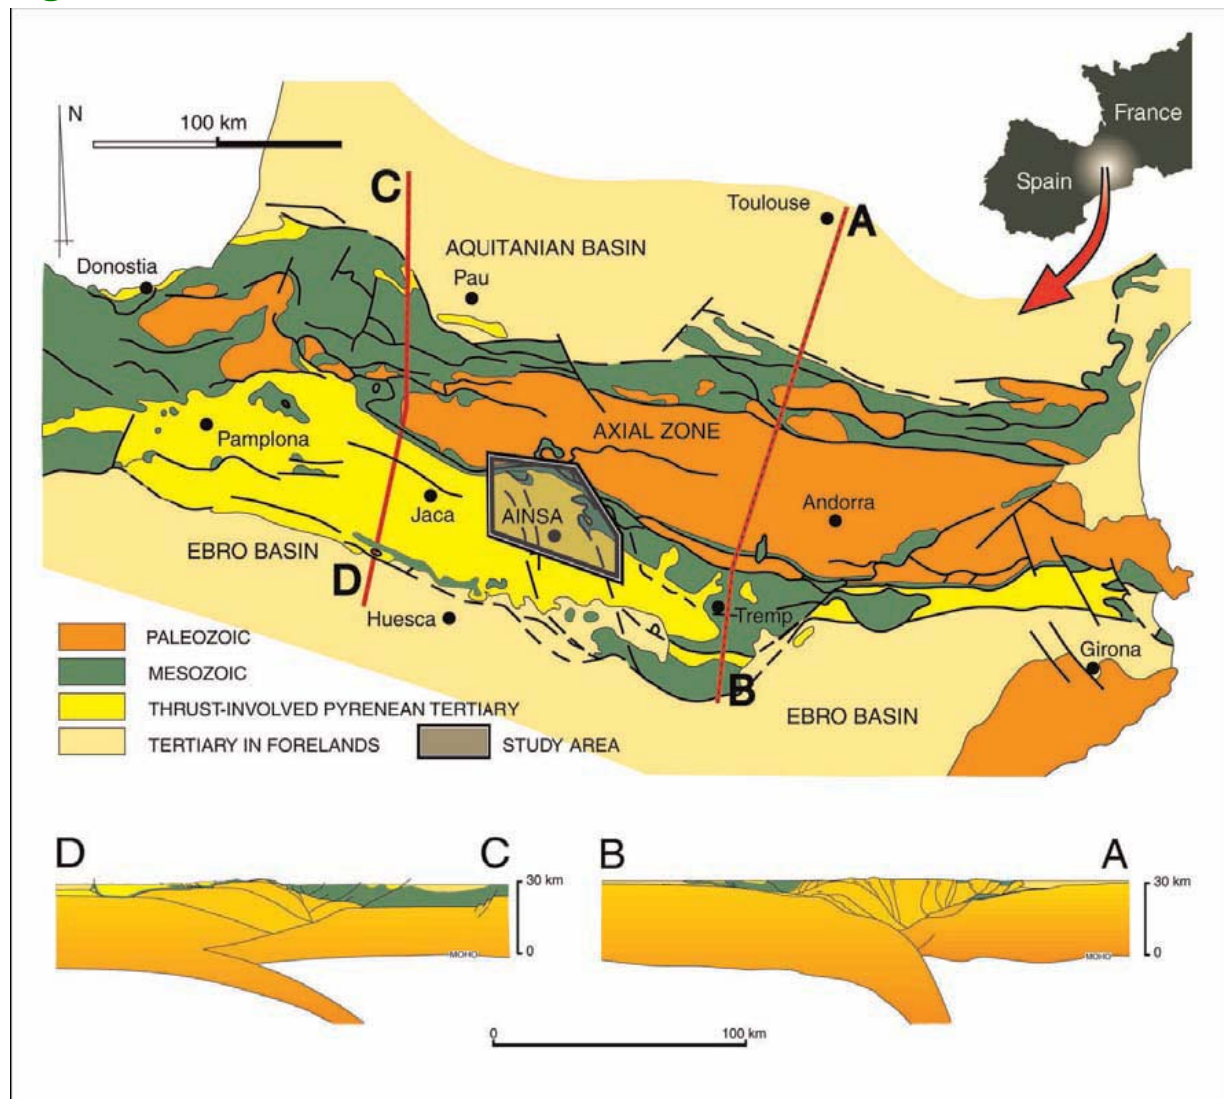 N
100 km
France
Spain
C
Toulouse
A
Donostia
AQUITANIAN BASIN
Pau
AXIAL ZONE
Pamplona
Andorra
Jaca
AINSA
EBRO BASIN
D
Huesca
Tremp
Girona
B
EBRO BASIN
PALEOZOIC
MESOZOIC
THRUST-INVOLVED PYRENEAN TERTIARY
TERTIARY IN FORELANDS
STUDY AREA
D
C
B
A
30 km
0
MOHO
30 km
0
MOHO
0
100 km